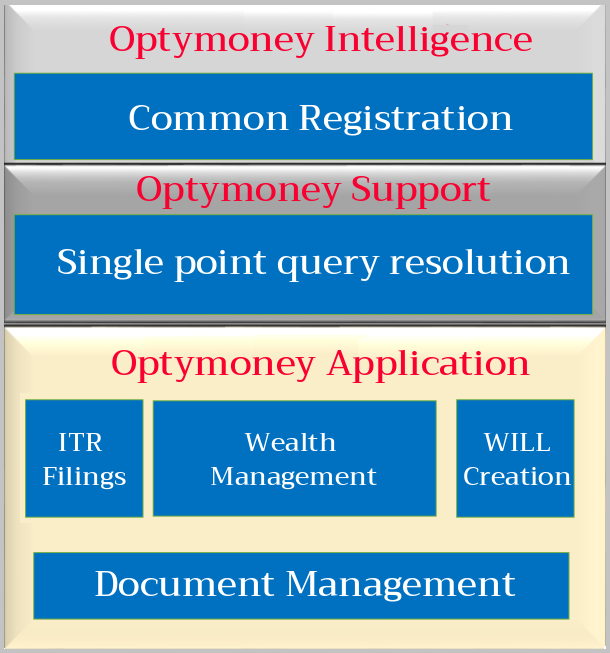 Optymoney Intelligence
Common Registration
Optymoney Support
Single point query resolution
Optymoney Application
ITR
Filings
Wealth
Management
WILL
Creation
Document Management